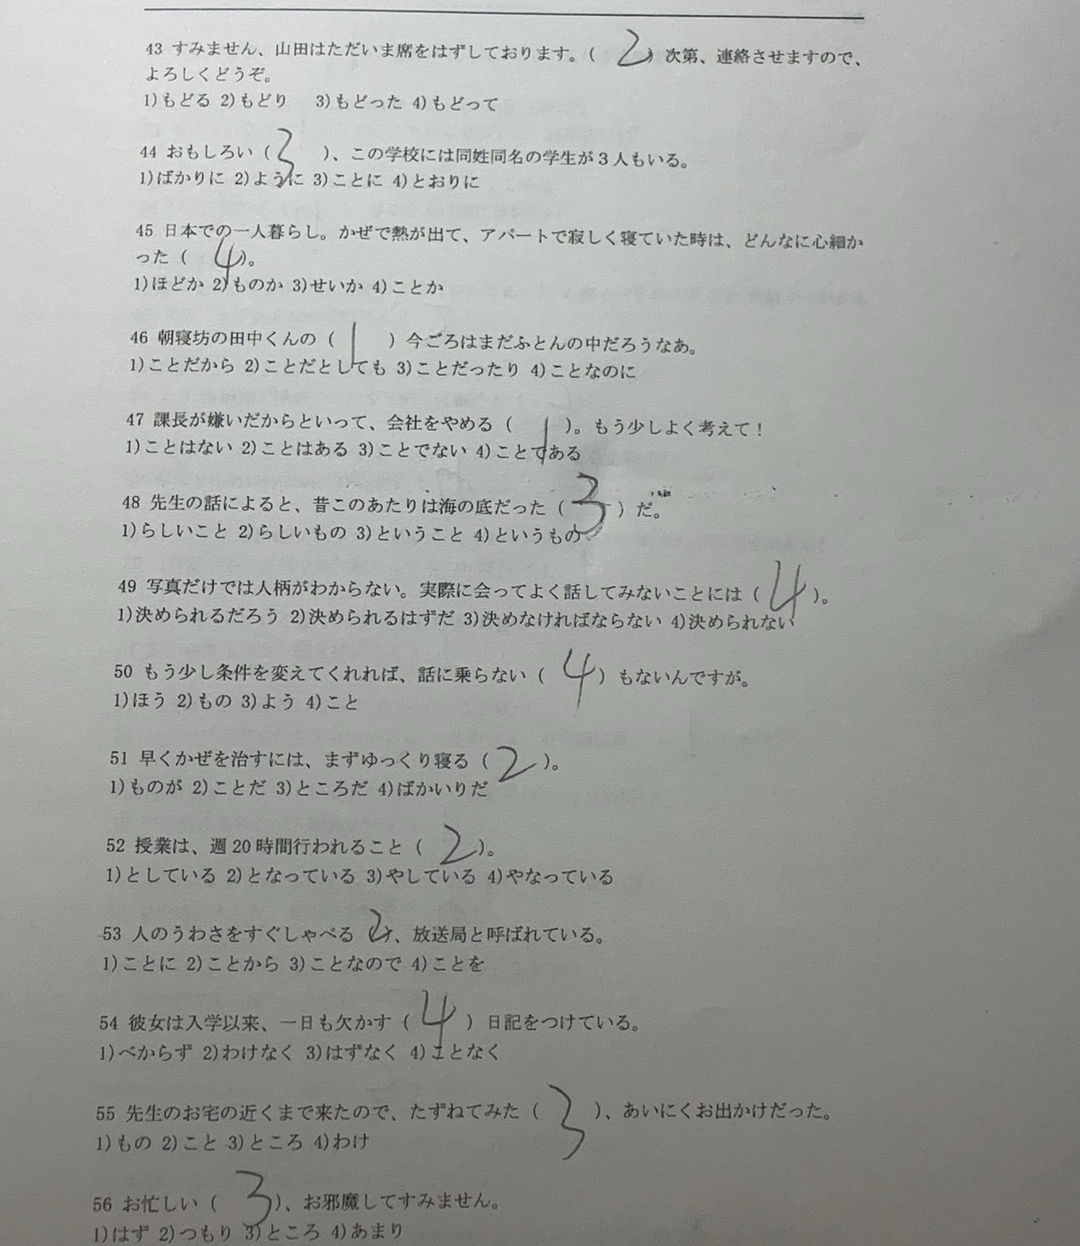 43 すみません、山田はただいま席をはずしております。( 2 ) 次第、連絡させますので、
よろしくどうぞ。
1)もどる 2)もどり 3)もどった 4)もどって
44 おもしろい ( 3 )、この学校には同姓同名の学生が３人もいる。
1)ばかりに 2)ように 3)ことに 4)とおりに
45 日本での一人暮らし。かぜで熱が出て、アパートで寂しく寝ていた時は、どんなに心細か
った ( 4 )。
1)ほどか 2)ものか 3)せいか 4)ことか
46 朝寝坊の田中くんの ( 1 ) 今ごろはまだふとんの中だろうなあ。
1)ことだから 2)ことだとしても 3)ことだったり 4)ことなのに
47 課長が嫌いだからといって、会社をやめる ( 1 )。もう少しよく考えて！
1)ことはない 2)ことはある 3)ことでない 4)ことである
48 先生の話によると、昔このあたりは海の底だった ( 3 ) だ。
1)らしいこと 2)らしいもの 3)ということ 4)というもの
49 写真だけでは人柄がわからない。実際に会ってよく話してみないことには ( 4 )。
1)決められるだろう 2)決められるはずだ 3)決めなければならない 4)決められない
50 もう少し条件を変えてくれれば、話に乗らない ( 4 ) もないんですが。
1)ほう 2)もの 3)よう 4)こと
51 早くかぜを治すには、まずゆっくり寝る ( 2 )。
1)ものが 2)ことだ 3)ところだ 4)ばかいりだ
52 授業は、週20時間行われること ( 2 )。
1)としている 2)となっている 3)やしている 4)やなっている
53 人のうわさをすぐしゃべる 2、放送局と呼ばれている。
1)ことに 2)ことから 3)ことなので 4)ことを
54 彼女は入学以来、一日も欠かす ( 4 ) 日記をつけている。
1)べからず 2)わけなく 3)はずなく 4)ことなく
55 先生のお宅の近くまで来たので、たずねてみた ( 3 )、あいにくお出かけだった。
1)もの 2)こと 3)ところ 4)わけ
56 お忙しい ( 3 )、お邪魔してすみません。
1)はず 2)つもり 3)ところ 4)あまり